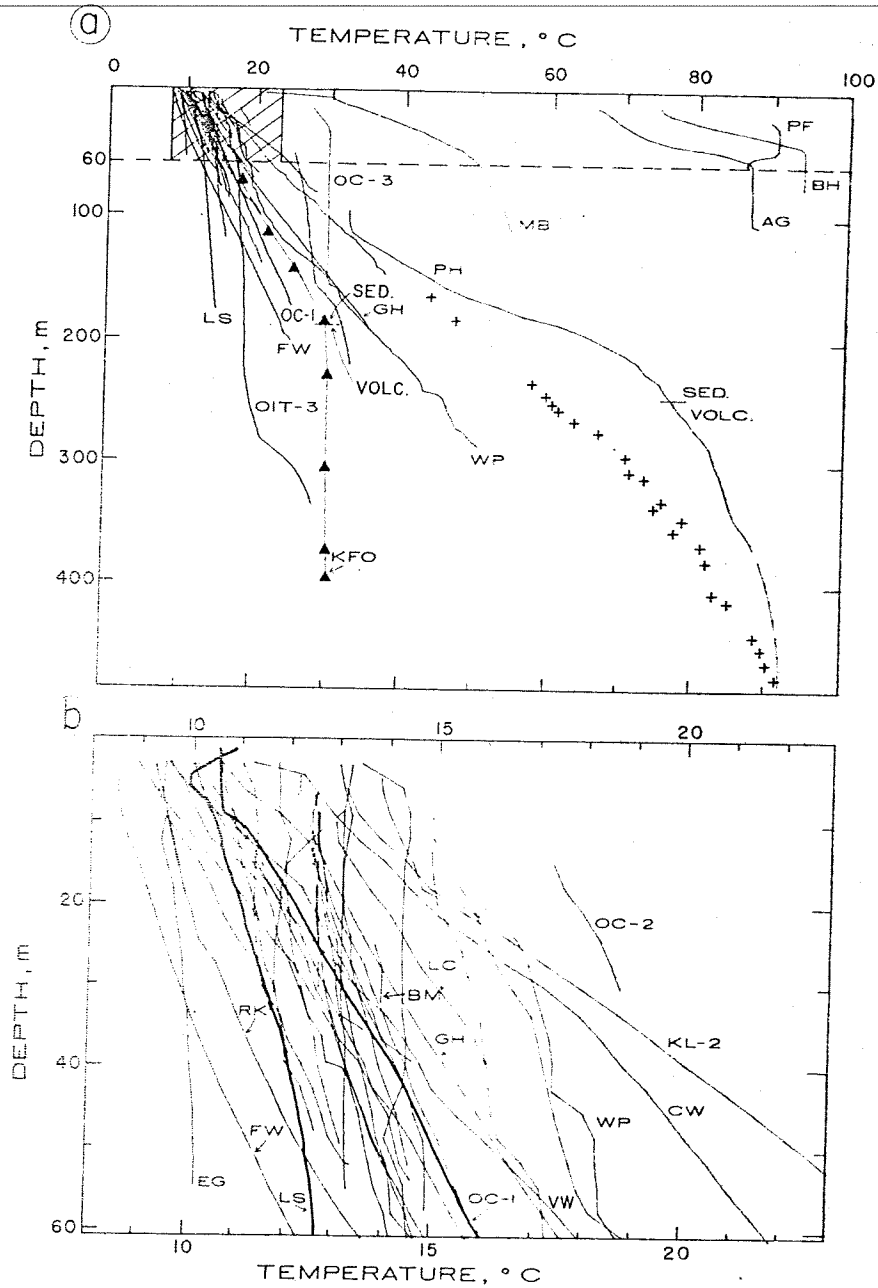 a
TEMPERATURE, °C
0 20 40 60 80 100
PF
60
OC-3
BH
100
MB
AG
PH
SED.
LS
OC-1
GH
FW
200
VOLC.
SED.
OIT-3
VOLC.
WP
300
KFO
400
DEPTH, m
b
10 15 20
20
OC-2
LC
BM
RK
GH
KL-2
40
CW
FW
WP
EG
LS
OC-1
VW
60
10 15 20
DEPTH, m
TEMPERATURE, °C